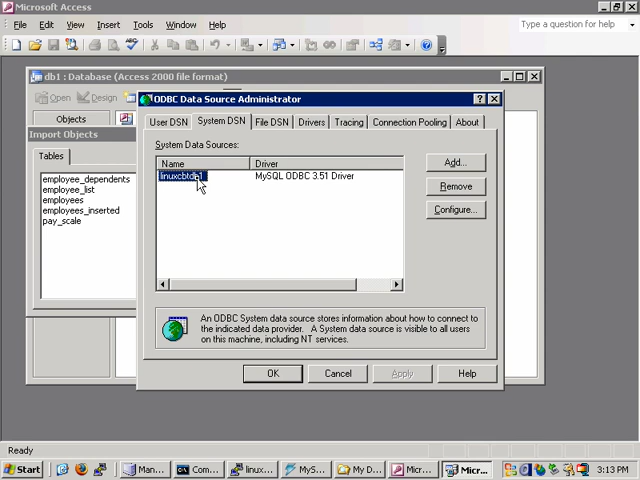 Microsoft Access
File Edit View Insert Tools Window Help
Type a question for help
db1 : Database (Access 2000 file format)
Open Design
Objects
Import Objects
Tables
employee_dependents
employee_list
employees
employees_inserted
pay_scale
ODBC Data Source Administrator
User DSN System DSN File DSN Drivers Tracing Connection Pooling About
System Data Sources:
Name Driver
linuxcbtdb1 MySQL ODBC 3.51 Driver
Add...
Remove
Configure...
An ODBC System data source stores information about how to connect to
the indicated data provider. A System data source is visible to all users
on this machine, including NT services.
OK Cancel Apply Help
Ready
Start Man... Com... linux... MyS... My D... Micr... Micr... 3:13 PM